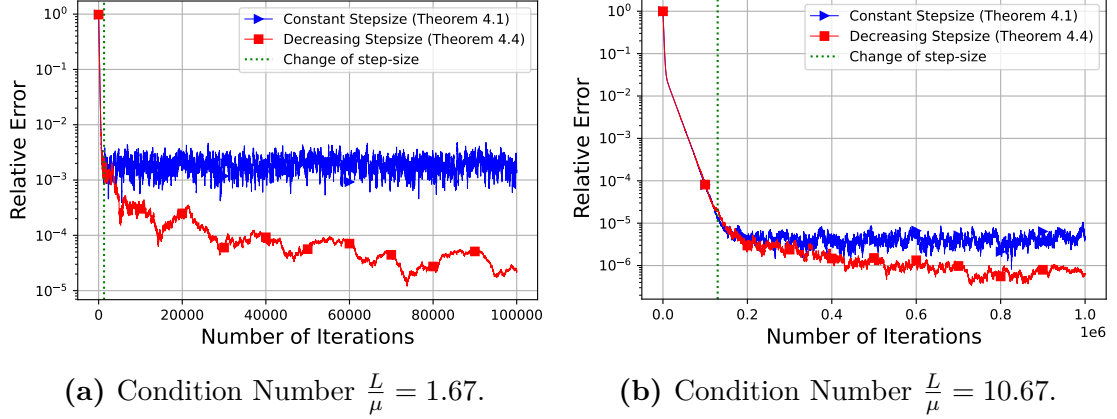 Constant Stepsize (Theorem 4.1)
Decreasing Stepsize (Theorem 4.4)
Change of step-size
10⁰
10⁻¹
10⁻²
10⁻³
10⁻⁴
10⁻⁵
Relative Error
0 20000 40000 60000 80000 100000
Number of Iterations
(a) Condition Number L/μ = 1.67.
Constant Stepsize (Theorem 4.1)
Decreasing Stepsize (Theorem 4.4)
Change of step-size
10⁰
10⁻¹
10⁻²
10⁻³
10⁻⁴
10⁻⁵
10⁻⁶
Relative Error
0.0 0.2 0.4 0.6 0.8 1.0
1e6
Number of Iterations
(b) Condition Number L/μ = 10.67.